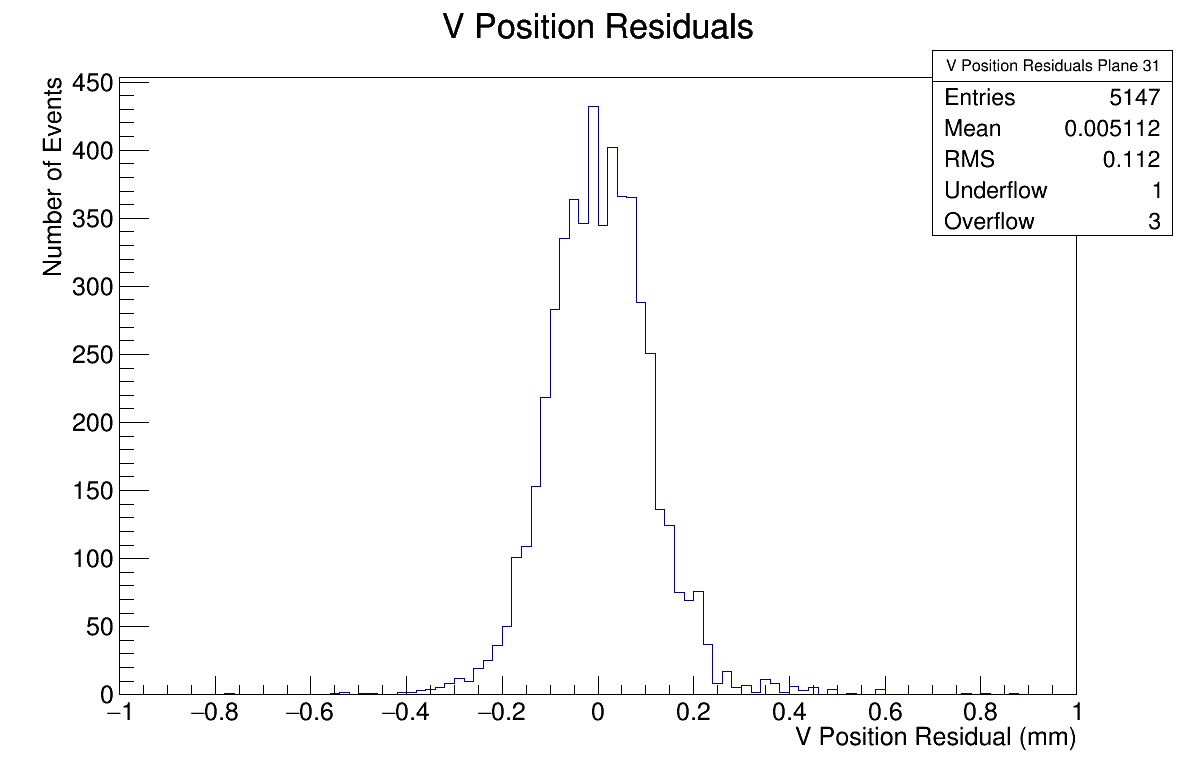 V Position Residuals
V Position Residuals Plane 31
Entries 5147
Mean 0.005112
RMS 0.112
Underflow 1
Overflow 3
Number of Events
450
400
350
300
250
200
150
100
50
0
−1 −0.8 −0.6 −0.4 −0.2 0 0.2 0.4 0.6 0.8 1
V Position Residual (mm)